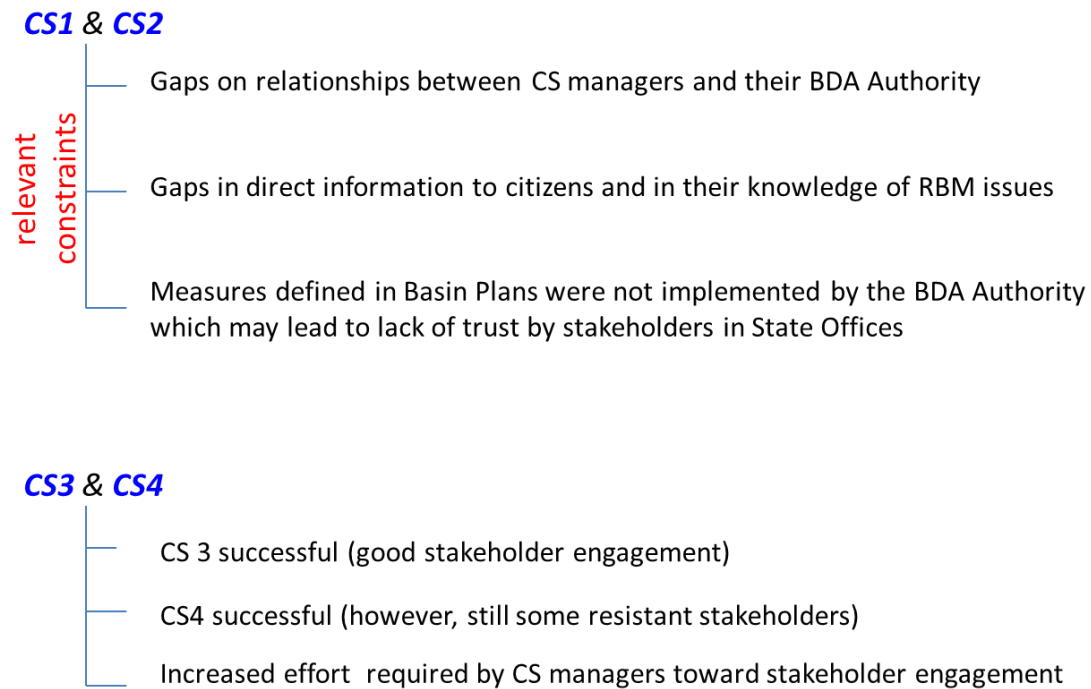 CS1 & CS2
relevant
constraints
Gaps on relationships between CS managers and their BDA Authority
Gaps in direct information to citizens and in their knowledge of RBM issues
Measures defined in Basin Plans were not implemented by the BDA Authority
which may lead to lack of trust by stakeholders in State Offices
CS3 & CS4
CS 3 successful (good stakeholder engagement)
CS4 successful (however, still some resistant stakeholders)
Increased effort required by CS managers toward stakeholder engagement